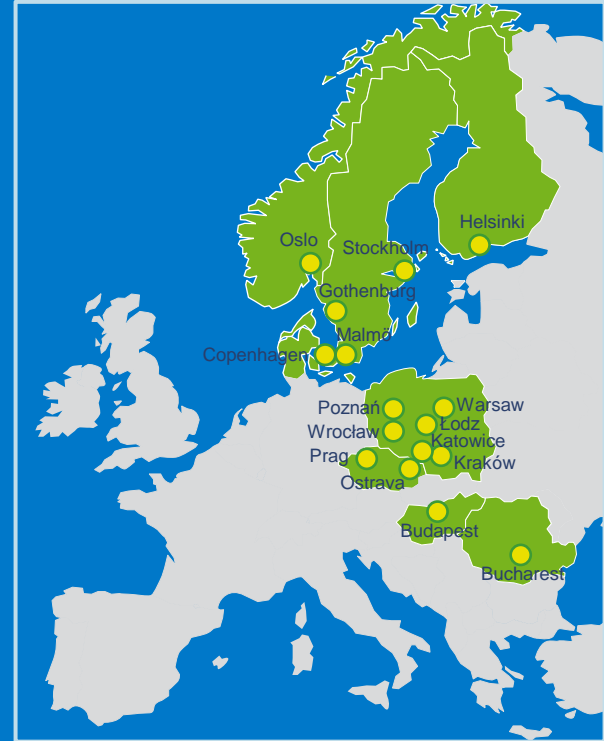 Helsinki
Oslo
Stockholm
Gothenburg
Malmö
Copenhagen
Poznań
Warsaw
Łodz
Wrocław
Katowice
Prag
Kraków
Ostrava
Budapest
Bucharest